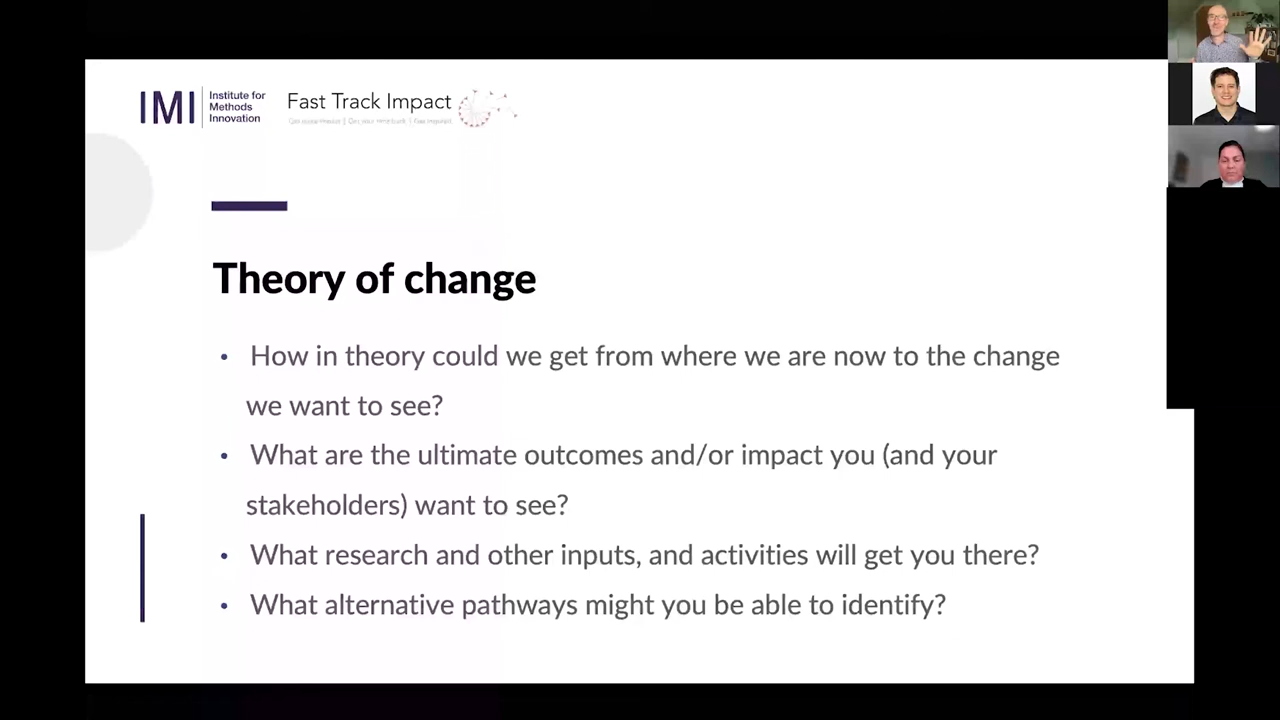 IMI
Institute for
Methods
Innovation
Fast Track Impact
Theory of change
• How in theory could we get from where we are now to the change
we want to see?
• What are the ultimate outcomes and/or impact you (and your
stakeholders) want to see?
• What research and other inputs, and activities will get you there?
• What alternative pathways might you be able to identify?